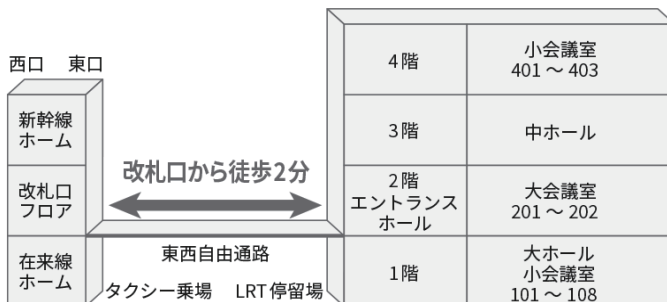 西口 東口
新幹線
ホーム
改札口
フロア
在来線
ホーム
改札口から徒歩2分
東西自由通路
タクシー乗場 LRT停留場
4階
小会議室
401～403
3階
中ホール
2階
エントランス
ホール
大会議室
201～202
1階
大ホール
小会議室
101～108